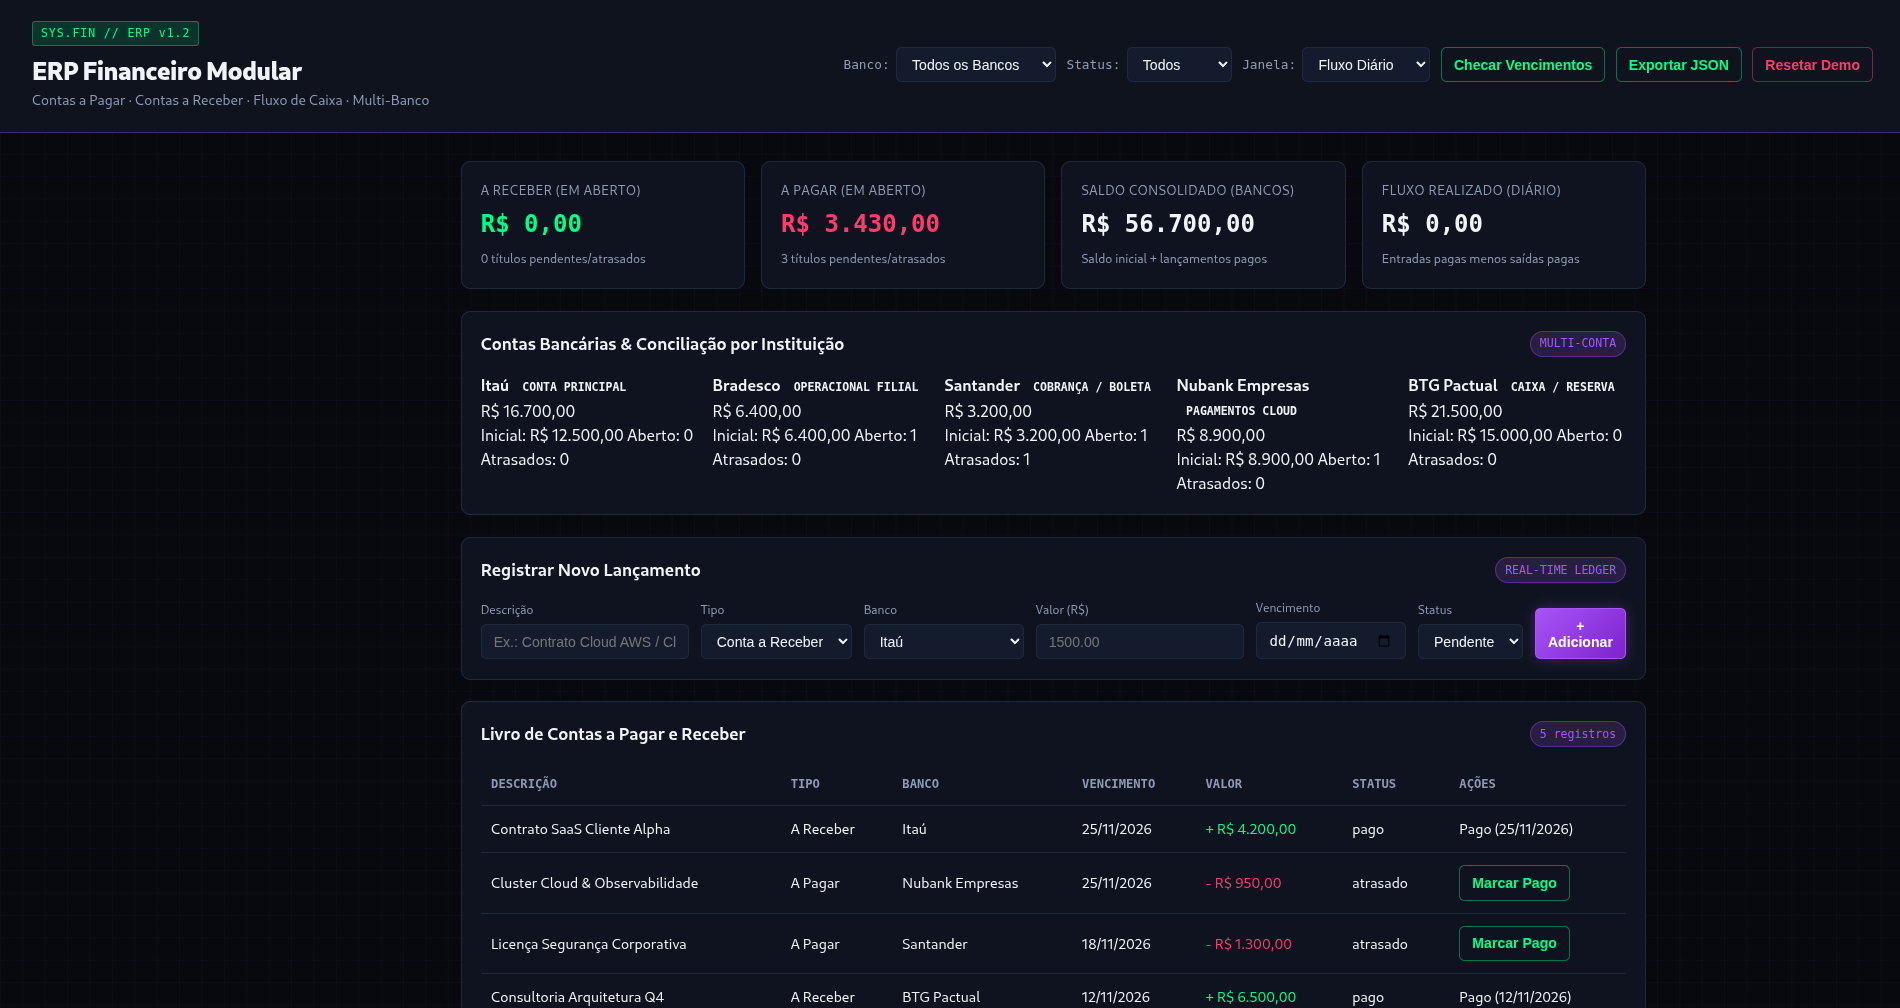 SYS.FIN // ERP v1.2
ERP Financeiro Modular
Contas a Pagar · Contas a Receber · Fluxo de Caixa · Multi-Banco
Banco: Todos os Bancos Status: Todos Janela: Fluxo Diário Checar Vencimentos Exportar JSON Resetar Demo
A RECEBER (EM ABERTO)
R$ 0,00
0 títulos pendentes/atrasados
A PAGAR (EM ABERTO)
R$ 3.430,00
3 títulos pendentes/atrasados
SALDO CONSOLIDADO (BANCOS)
R$ 56.700,00
Saldo inicial + lançamentos pagos
FLUXO REALIZADO (DIÁRIO)
R$ 0,00
Entradas pagas menos saídas pagas
Contas Bancárias & Conciliação por Instituição MULTI-CONTA
Itaú CONTA PRINCIPAL
R$ 16.700,00
Inicial: R$ 12.500,00 Aberto: 0
Atrasados: 0
Bradesco OPERACIONAL FILIAL
R$ 6.400,00
Inicial: R$ 6.400,00 Aberto: 1
Atrasados: 0
Santander COBRANÇA / BOLETA
R$ 3.200,00
Inicial: R$ 3.200,00 Aberto: 1
Atrasados: 1
Nubank Empresas
PAGAMENTOS CLOUD
R$ 8.900,00
Inicial: R$ 8.900,00 Aberto: 1
Atrasados: 0
BTG Pactual CAIXA / RESERVA
R$ 21.500,00
Inicial: R$ 15.000,00 Aberto: 0
Atrasados: 0
Registrar Novo Lançamento REAL-TIME LEDGER
Descrição
Ex.: Contrato Cloud AWS / Cl
Tipo
Conta a Receber
Banco
Itaú
Valor (R$)
1500.00
Vencimento
dd/mm/aaaa
Status
Pendente
+
Adicionar
Livro de Contas a Pagar e Receber 5 registros
DESCRIÇÃO TIPO BANCO VENCIMENTO VALOR STATUS AÇÕES
Contrato SaaS Cliente Alpha A Receber Itaú 25/11/2026 + R$ 4.200,00 pago Pago (25/11/2026)
Cluster Cloud & Observabilidade A Pagar Nubank Empresas 25/11/2026 - R$ 950,00 atrasado Marcar Pago
Licença Segurança Corporativa A Pagar Santander 18/11/2026 - R$ 1.300,00 atrasado Marcar Pago
Consultoria Arquitetura Q4 A Receber BTG Pactual 12/11/2026 + R$ 6.500,00 pago Pago (12/11/2026)